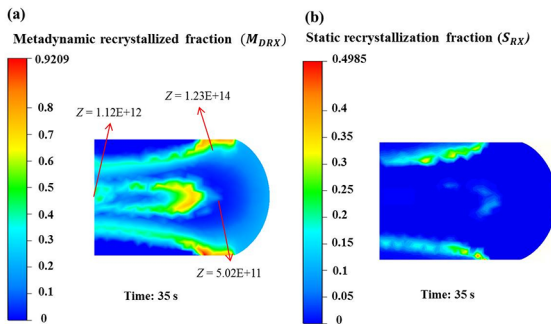 (a)
Metadynamic recrystallized fraction (M_DRX)
0.9209
0.8
0.7
0.6
0.5
0.4
0.3
0.2
0.1
0
Z = 1.12E+12
Z = 1.23E+14
Z = 5.02E+11
Time: 35 s
(b)
Static recrystallization fraction (S_RX)
0.4985
0.4
0.35
0.3
0.25
0.2
0.15
0.1
0.05
0
Time: 35 s